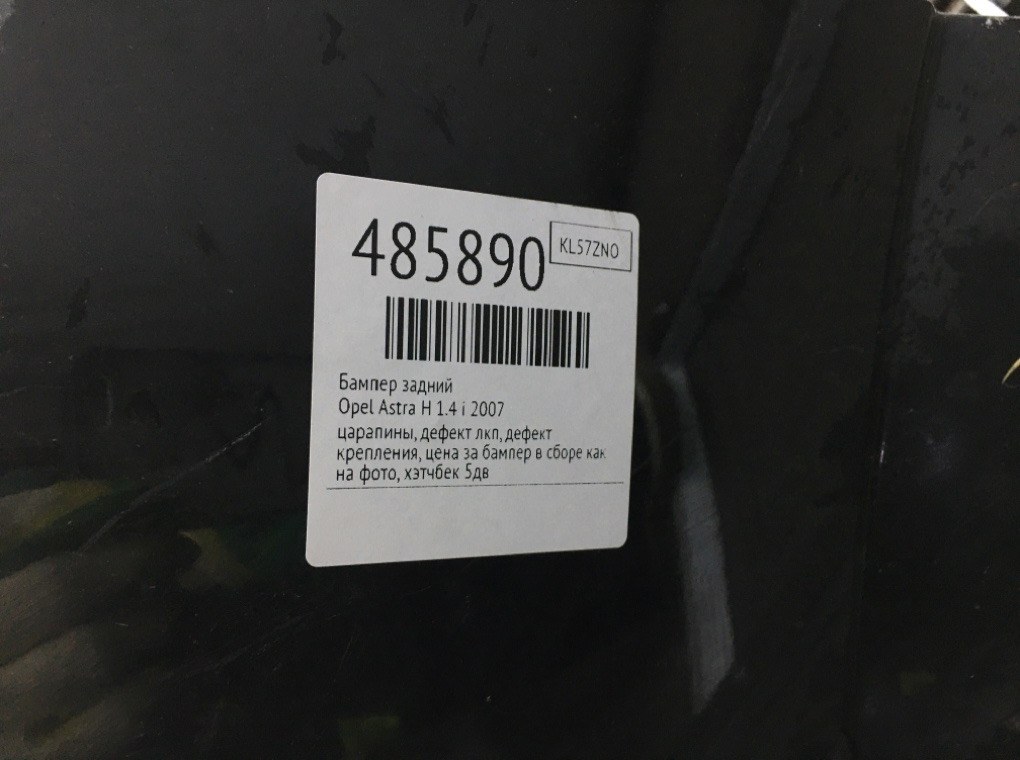 485890
KL57ZNO
Бампер задний
Opel Astra H 1.4 i 2007
царапины, дефект лкп, дефект
крепления, цена за бампер в сборе как
на фото, хэтчбек 5дв